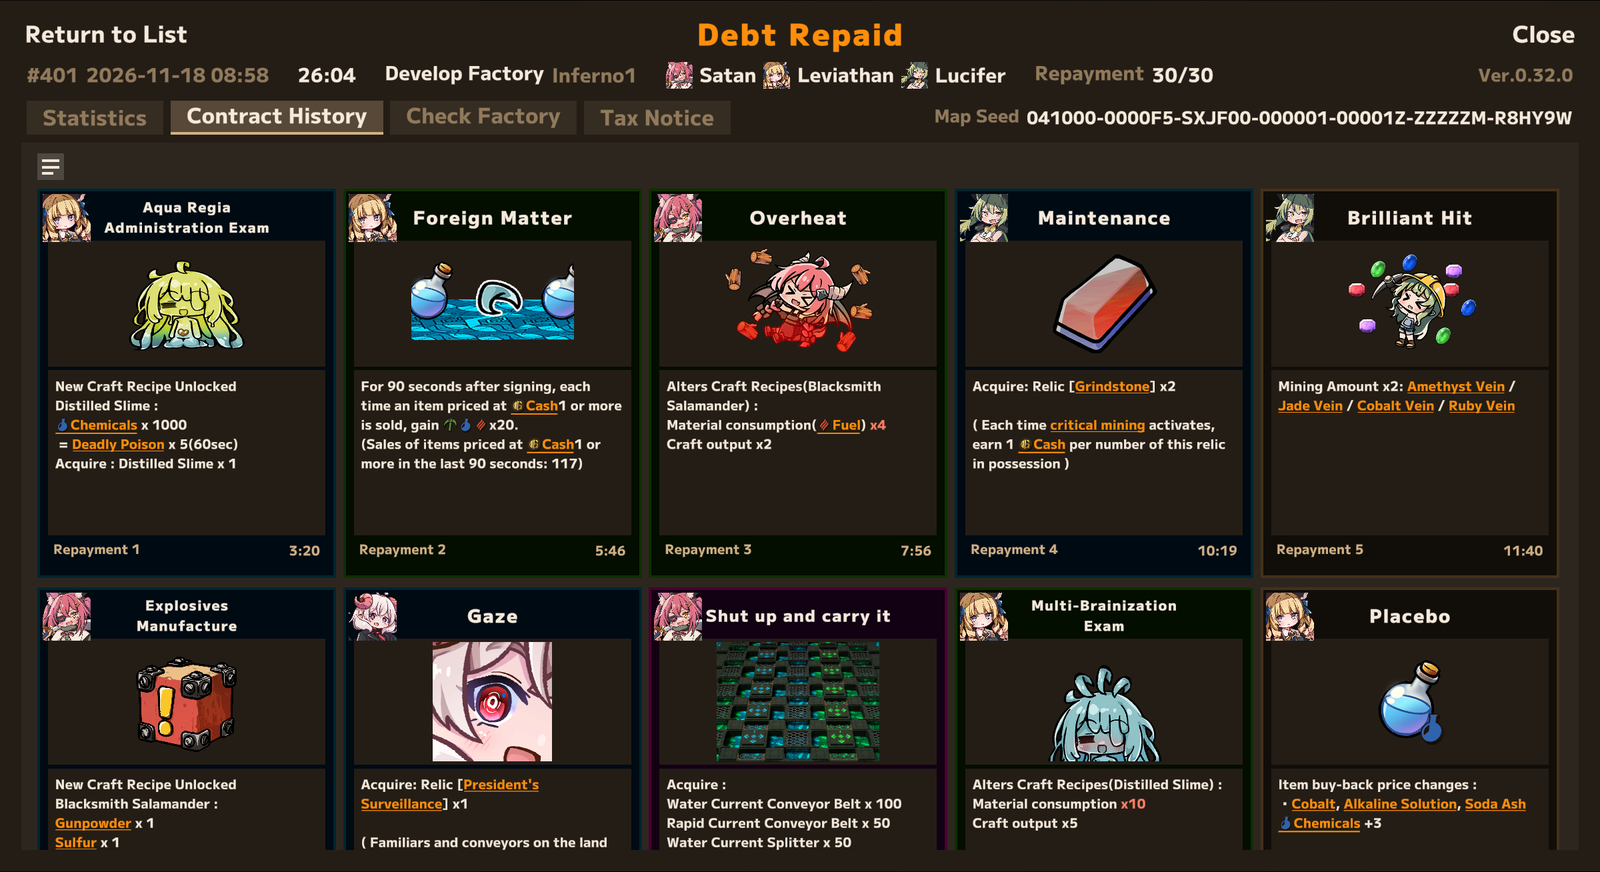 Return to List
Debt Repaid
Close
#401 2026-11-18 08:58 26:04 Develop Factory Inferno1 Satan Leviathan Lucifer Repayment 30/30 Ver.0.32.0
Statistics Contract History Check Factory Tax Notice Map Seed 041000-0000F5-SXJF00-000001-00001Z-ZZZZZM-R8HY9W
Aqua Regia
Administration Exam
New Craft Recipe Unlocked
Distilled Slime :
Chemicals x 1000
= Deadly Poison x 5(60sec)
Acquire : Distilled Slime x 1
Repayment 1 3:20
Foreign Matter
For 90 seconds after signing, each
time an item priced at Cash1 or more
is sold, gain x20.
(Sales of items priced at Cash1 or
more in the last 90 seconds: 117)
Repayment 2 5:46
Overheat
Alters Craft Recipes(Blacksmith
Salamander) :
Material consumption(Fuel) x4
Craft output x2
Repayment 3 7:56
Maintenance
Acquire: Relic [Grindstone] x2
( Each time critical mining activates,
earn 1 Cash per number of this relic
in possession )
Repayment 4 10:19
Brilliant Hit
Mining Amount x2: Amethyst Vein /
Jade Vein / Cobalt Vein / Ruby Vein
Repayment 5 11:40
Explosives
Manufacture
New Craft Recipe Unlocked
Blacksmith Salamander :
Gunpowder x 1
Sulfur x 1
Gaze
Acquire: Relic [President's
Surveillance] x1
( Familiars and conveyors on the land
Shut up and carry it
Acquire :
Water Current Conveyor Belt x 100
Rapid Current Conveyor Belt x 50
Water Current Splitter x 50
Multi-Brainization
Exam
Alters Craft Recipes(Distilled Slime) :
Material consumption x10
Craft output x5
Placebo
Item buy-back price changes :
・Cobalt, Alkaline Solution, Soda Ash
Chemicals +3